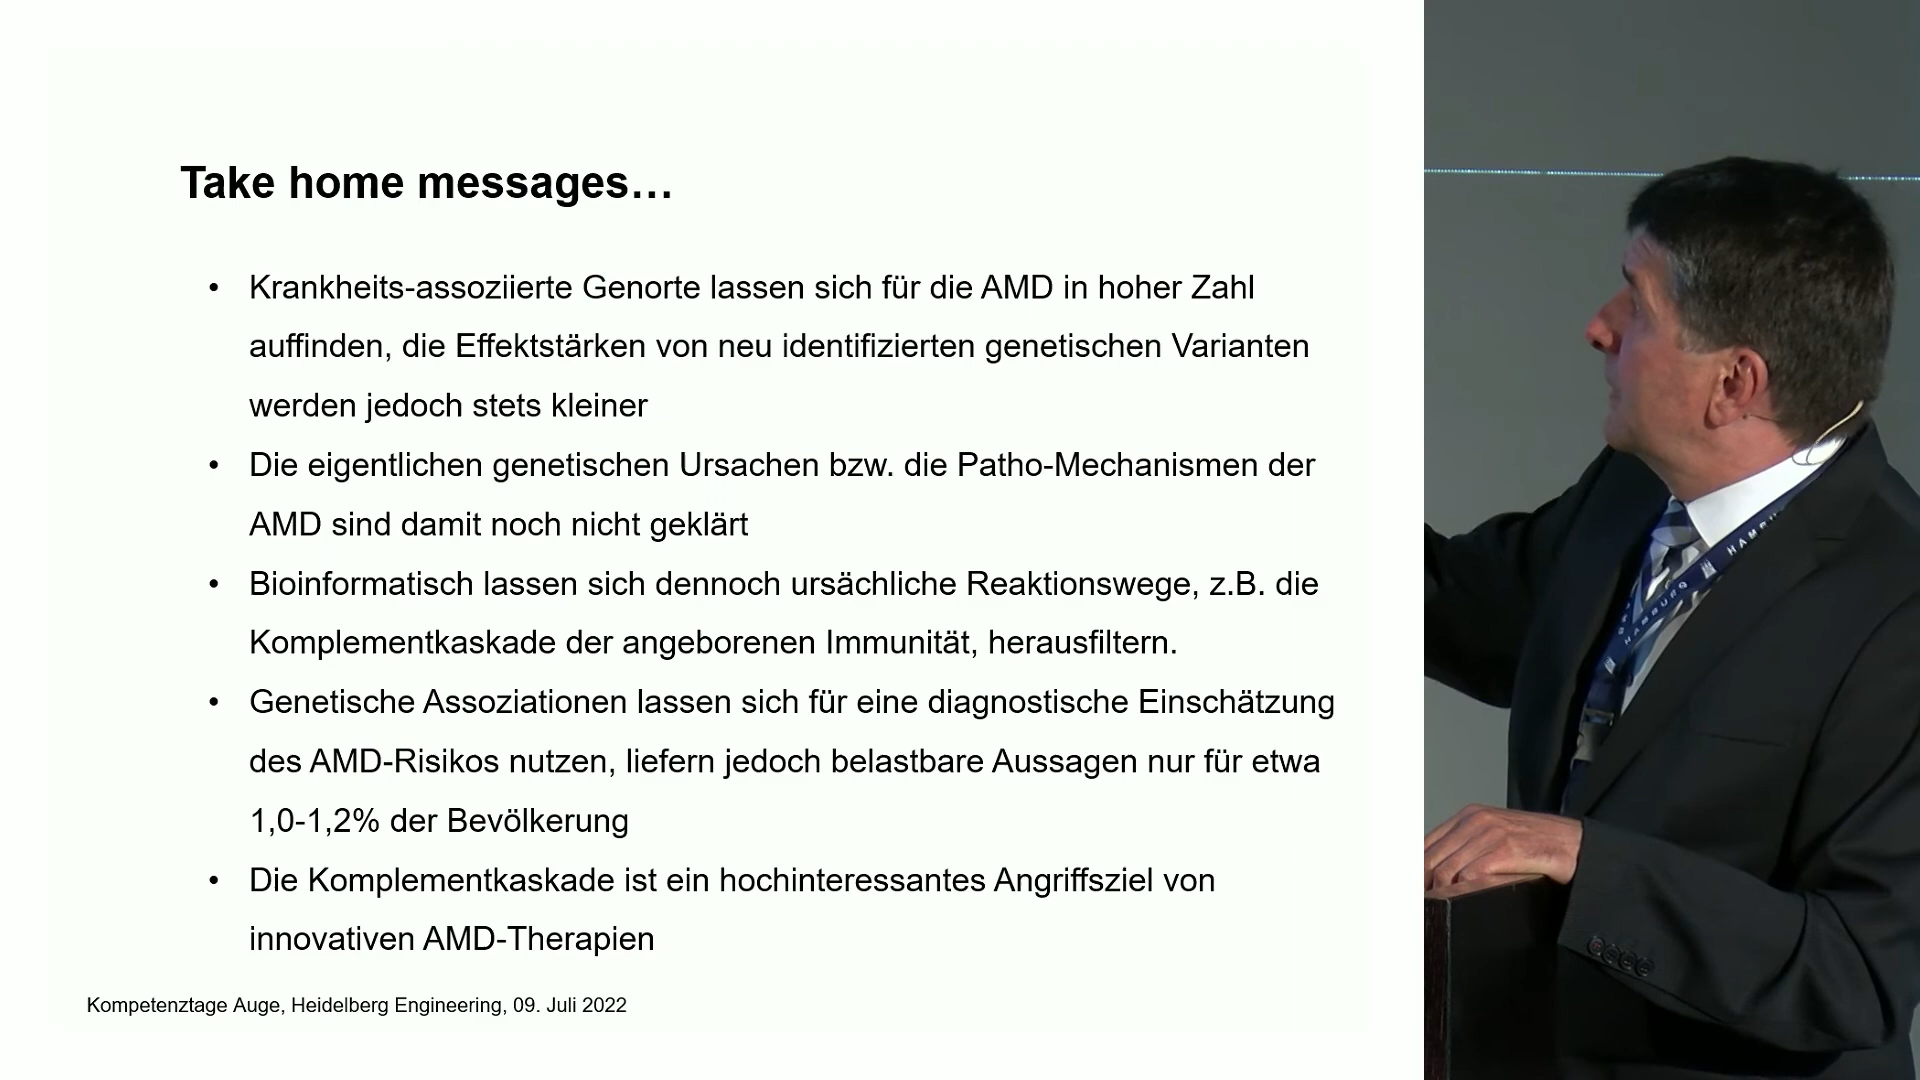 Take home messages…
• Krankheits-assoziierte Genorte lassen sich für die AMD in hoher Zahl
auffinden, die Effektstärken von neu identifizierten genetischen Varianten
werden jedoch stets kleiner
• Die eigentlichen genetischen Ursachen bzw. die Patho-Mechanismen der
AMD sind damit noch nicht geklärt
• Bioinformatisch lassen sich dennoch ursächliche Reaktionswege, z.B. die
Komplementkaskade der angeborenen Immunität, herausfiltern.
• Genetische Assoziationen lassen sich für eine diagnostische Einschätzung
des AMD-Risikos nutzen, liefern jedoch belastbare Aussagen nur für etwa
1,0-1,2% der Bevölkerung
• Die Komplementkaskade ist ein hochinteressantes Angriffsziel von
innovativen AMD-Therapien
Kompetenztage Auge, Heidelberg Engineering, 09. Juli 2022
HAMBURG